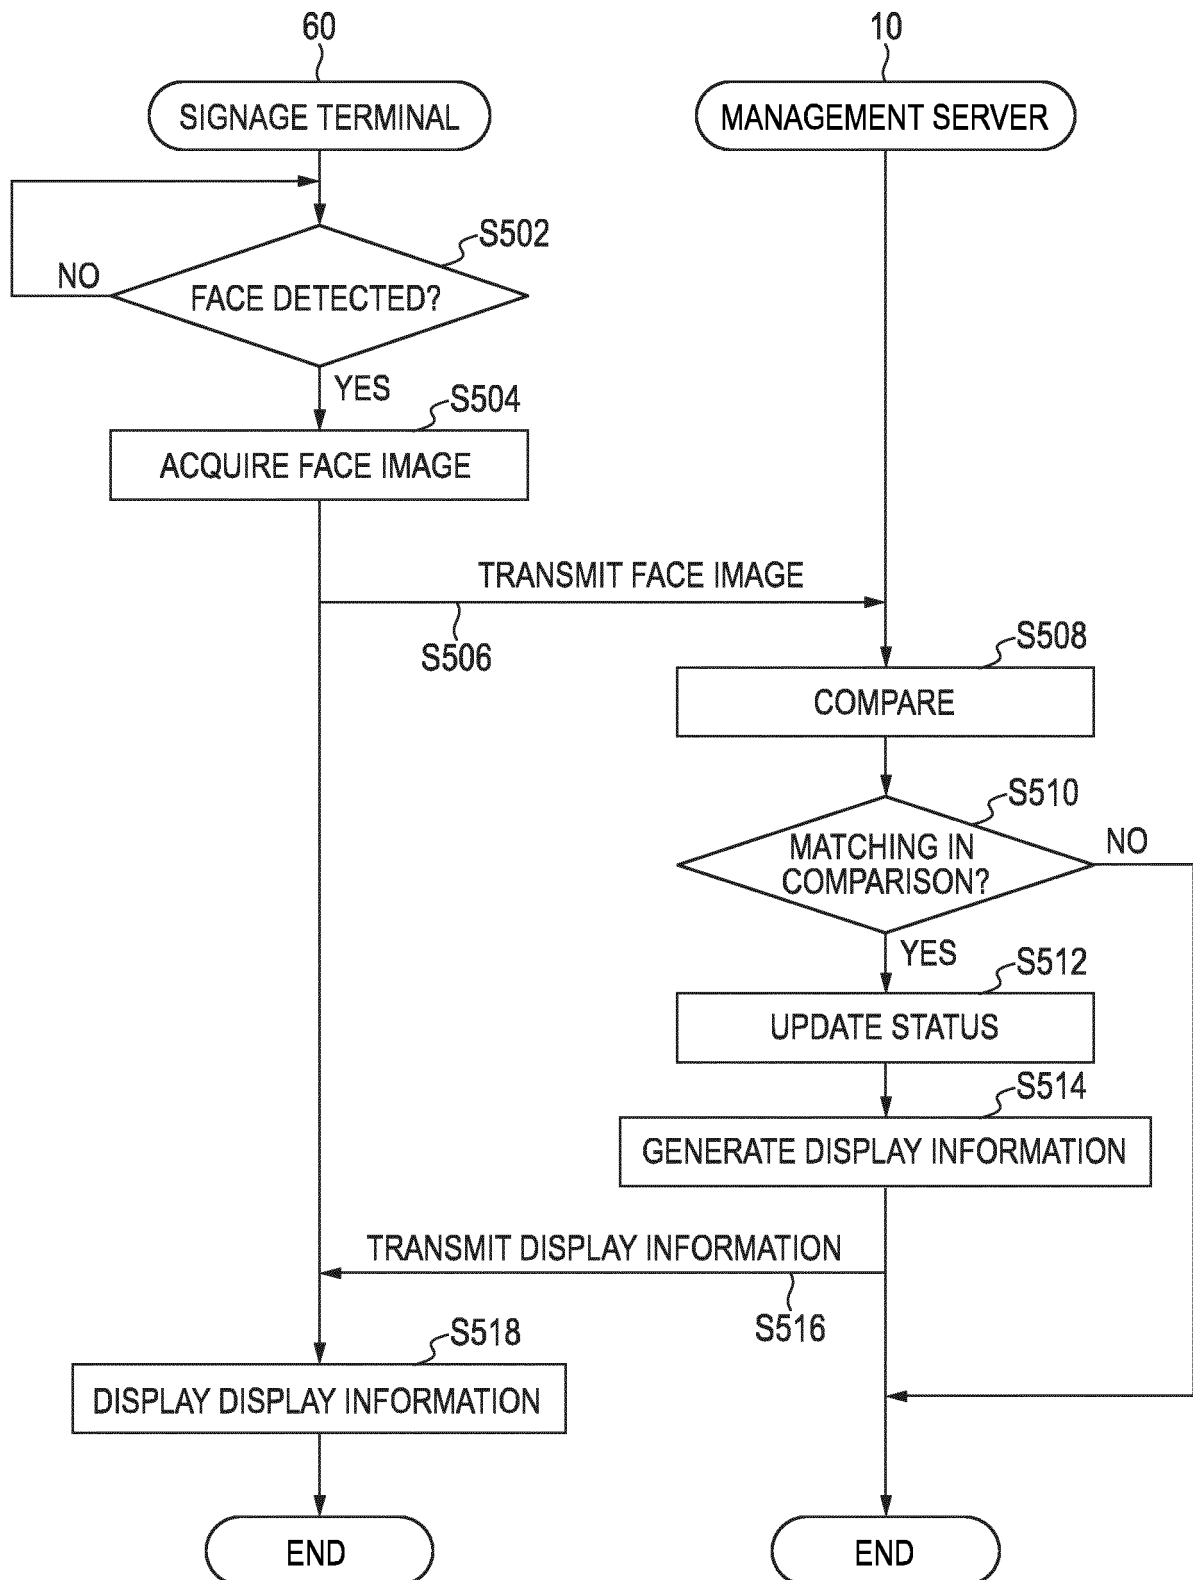 60
10
SIGNAGE TERMINAL
MANAGEMENT SERVER
S502
NO
FACE DETECTED?
YES
S504
ACQUIRE FACE IMAGE
TRANSMIT FACE IMAGE
S506
S508
COMPARE
S510
MATCHING IN
COMPARISON?
NO
YES
S512
UPDATE STATUS
S514
GENERATE DISPLAY INFORMATION
TRANSMIT DISPLAY INFORMATION
S516
S518
DISPLAY DISPLAY INFORMATION
END
END